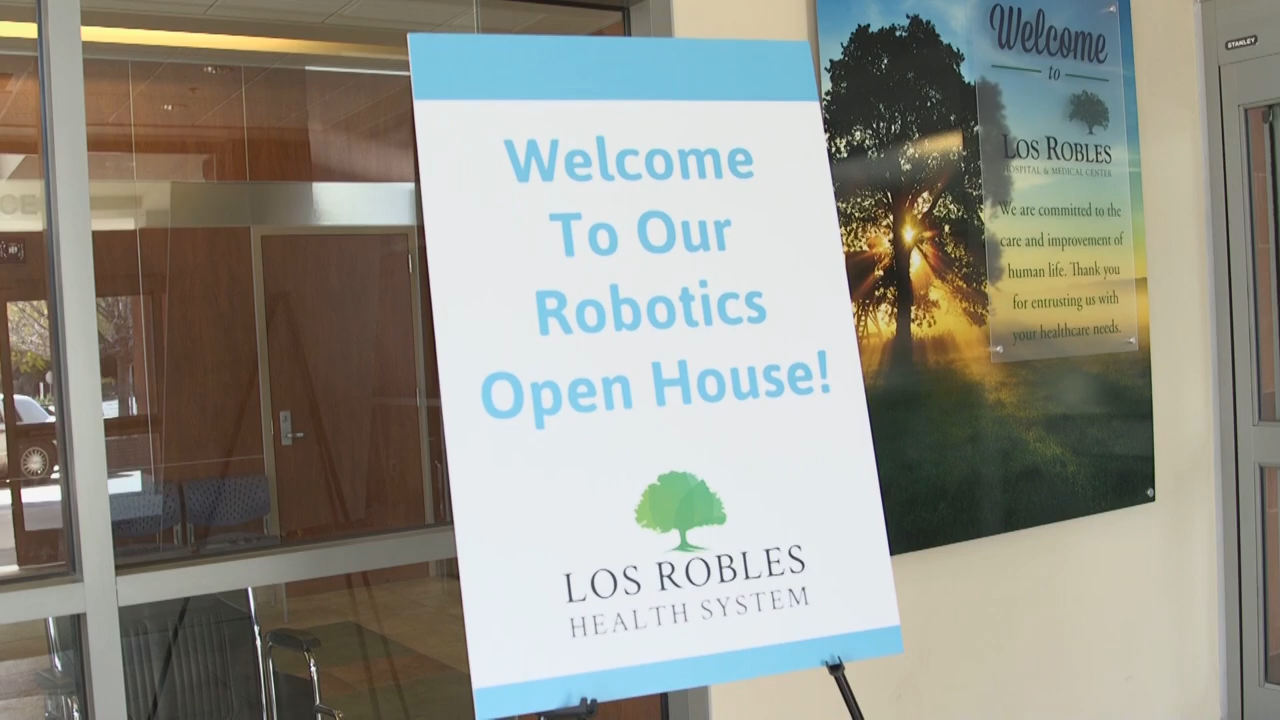 Welcome
To Our
Robotics
Open House!
LOS ROBLES
HEALTH SYSTEM
Welcome
to
LOS ROBLES
HOSPITAL & MEDICAL CENTER
We are committed to the
care and improvement of
human life. Thank you
for entrusting us with
your healthcare needs.
STANLEY